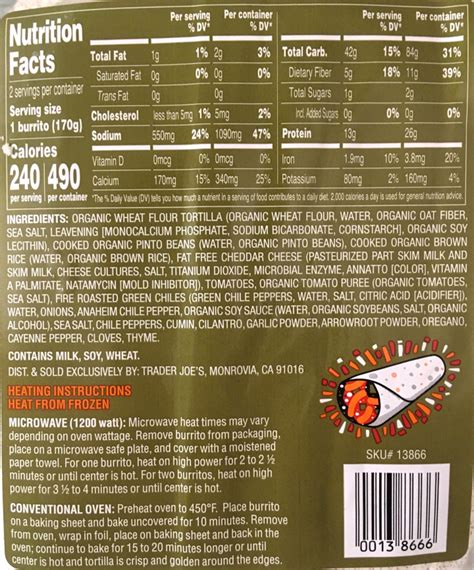 Nutrition Facts
2 servings per container
Serving size
1 burrito (170g)
Calories
240 490
per serving per container
Per serving % DV* Per container % DV*
Total Fat 1g 1% 2g 3%
Saturated Fat 0g 0% 0g 0%
Trans Fat 0g 0g
Cholesterol less than 5mg 1% 5mg 2%
Sodium 550mg 24% 1090mg 47%
Vitamin D 0mcg 0% 0mcg 0%
Calcium 170mg 15% 340mg 25%
Per serving % DV* Per container % DV*
Total Carb. 42g 15% 84g 31%
Dietary Fiber 5g 18% 11g 39%
Total Sugars 1g 2g
Incl. Added Sugars 0g 0% 0g 0%
Protein 13g 26g
Iron 1.9mg 10% 3.8mg 20%
Potassium 80mg 2% 160mg 4%
*The % Daily Value (DV) tells you how much a nutrient in a serving of food contributes to a daily diet. 2,000 calories a day is used for general nutrition advice.
INGREDIENTS: ORGANIC WHEAT FLOUR TORTILLA (ORGANIC WHEAT FLOUR, WATER, ORGANIC OAT FIBER,
SEA SALT, LEAVENING [MONOCALCIUM PHOSPHATE, SODIUM BICARBONATE, CORNSTARCH], ORGANIC SOY
LECITHIN), COOKED ORGANIC PINTO BEANS (WATER, ORGANIC PINTO BEANS), COOKED ORGANIC BROWN
RICE (WATER, ORGANIC BROWN RICE), FAT FREE CHEDDAR CHEESE (PASTEURIZED PART SKIM MILK AND
SKIM MILK, CHEESE CULTURES, SALT, TITANIUM DIOXIDE, MICROBIAL ENZYME, ANNATTO [COLOR], VITAMIN
A PALMITATE, NATAMYCIN [MOLD INHIBITOR]), TOMATOES, ORGANIC TOMATO PUREE (ORGANIC TOMATOES,
SEA SALT), FIRE ROASTED GREEN CHILES (GREEN CHILE PEPPERS, WATER, SALT, CITRIC ACID [ACIDIFIER]),
WATER, ONIONS, ANAHEIM CHILE PEPPER, ORGANIC SOY SAUCE (WATER, ORGANIC SOYBEANS, SALT, ORGANIC
ALCOHOL), SEA SALT, CHILE PEPPERS, CUMIN, CILANTRO, GARLIC POWDER, ARROWROOT POWDER, OREGANO,
CAYENNE PEPPER, CLOVES, THYME.
CONTAINS MILK, SOY, WHEAT.
DIST. & SOLD EXCLUSIVELY BY: TRADER JOE'S, MONROVIA, CA 91016
HEATING INSTRUCTIONS
HEAT FROM FROZEN
MICROWAVE (1200 watt): Microwave heat times may vary
depending on oven wattage. Remove burrito from packaging,
place on a microwave safe plate, and cover with a moistened
paper towel. For one burrito, heat on high power for 2 to 2 ½
minutes or until center is hot. For two burritos, heat on high
power for 3 ½ to 4 minutes or until center is hot.
CONVENTIONAL OVEN: Preheat oven to 450°F. Place burrito
on a baking sheet and bake uncovered for 10 minutes. Remove
from oven, wrap in foil, place on baking sheet and back in the
oven; continue to bake for 15 to 20 minutes longer or until
center is hot and tortilla is crisp and golden around the edges.
SKU# 13866
0013 8666